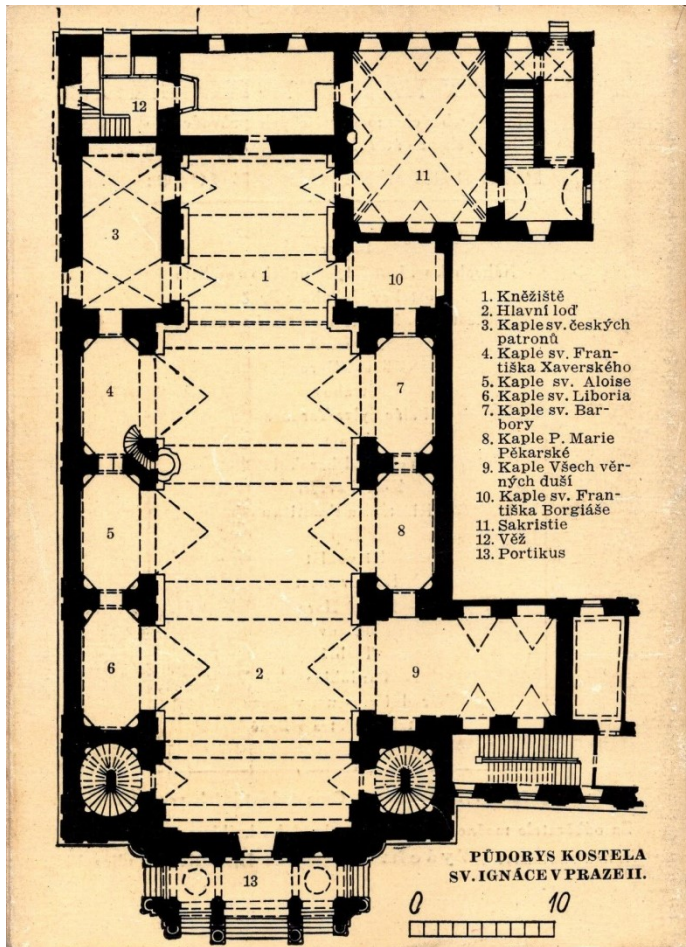 12
11
3
1
10
1. Kněžiště
2. Hlavní loď
3. Kaple sv. českých
patronů
4. Kaple sv. Fran-
tiška Xaverského
5. Kaple sv. Aloise
6. Kaple sv. Liboria
7. Kaple sv. Bar-
bory
8. Kaple P. Marie
Pěkarské
9. Kaple Všech věr-
ných duší
10. Kaple sv. Fran-
tiška Borgiáše
11. Sakristie
12. Věž
13. Portikus
4
7
5
8
6
2
9
13
PŮDORYS KOSTELA
SV. IGNÁCE V PRAZE II.
0 10